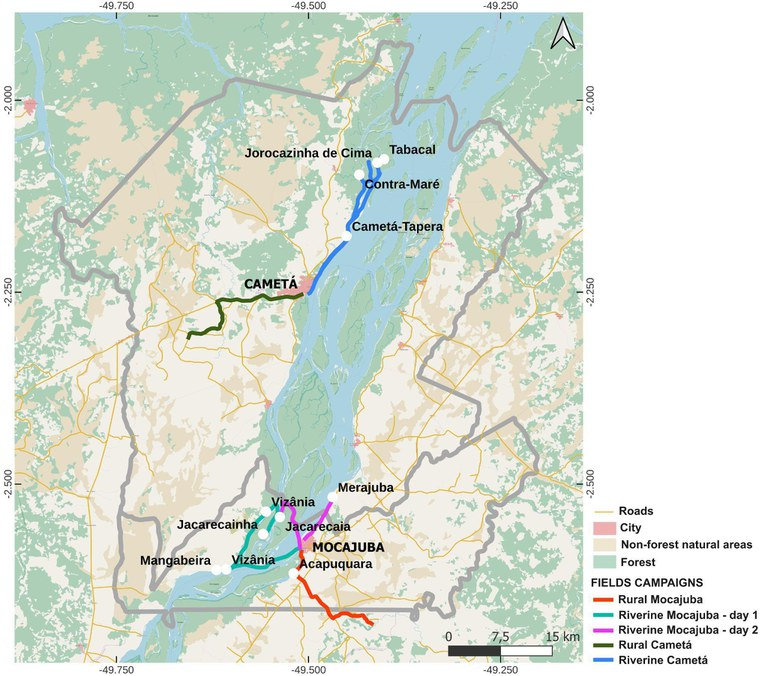 -49.750 -49.500 -49.250
-2.000 -2.000
Jorocazinha de Cima Tabacal
Contra-Maré
Cametá-Tapera
-2.250 -2.250
CAMETÁ
-2.500 -2.500
Merajuba
Vizânia
Jacarecainha Jacarecaia
MOCAJUBA
Mangabeira Vizânia
Acapuquara
0 7,5 15 km
-49.750 -49.500 -49.250
Roads
City
Non-forest natural areas
Forest
FIELDS CAMPAIGNS
Rural Mocajuba
Riverine Mocajuba - day 1
Riverine Mocajuba - day 2
Rural Cametá
Riverine Cametá